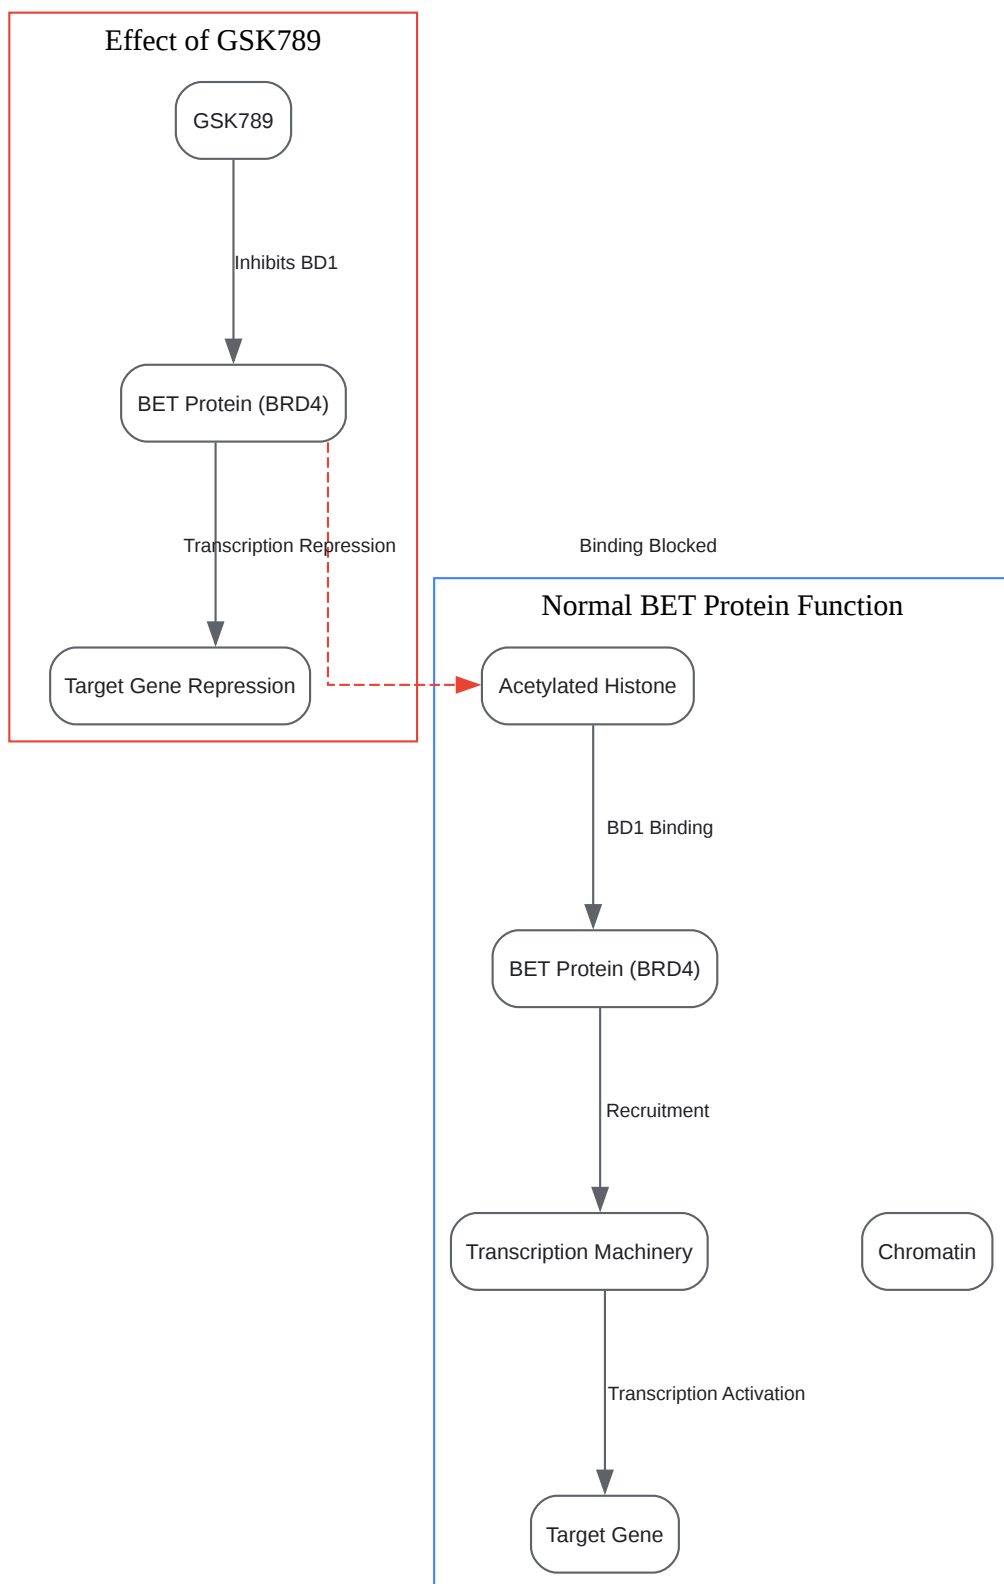 Effect of GSK789
GSK789
Inhibits BD1
BET Protein (BRD4)
Transcription Repression
Target Gene Repression
Binding Blocked
Normal BET Protein Function
Acetylated Histone
BD1 Binding
BET Protein (BRD4)
Recruitment
Transcription Machinery
Chromatin
Transcription Activation
Target Gene